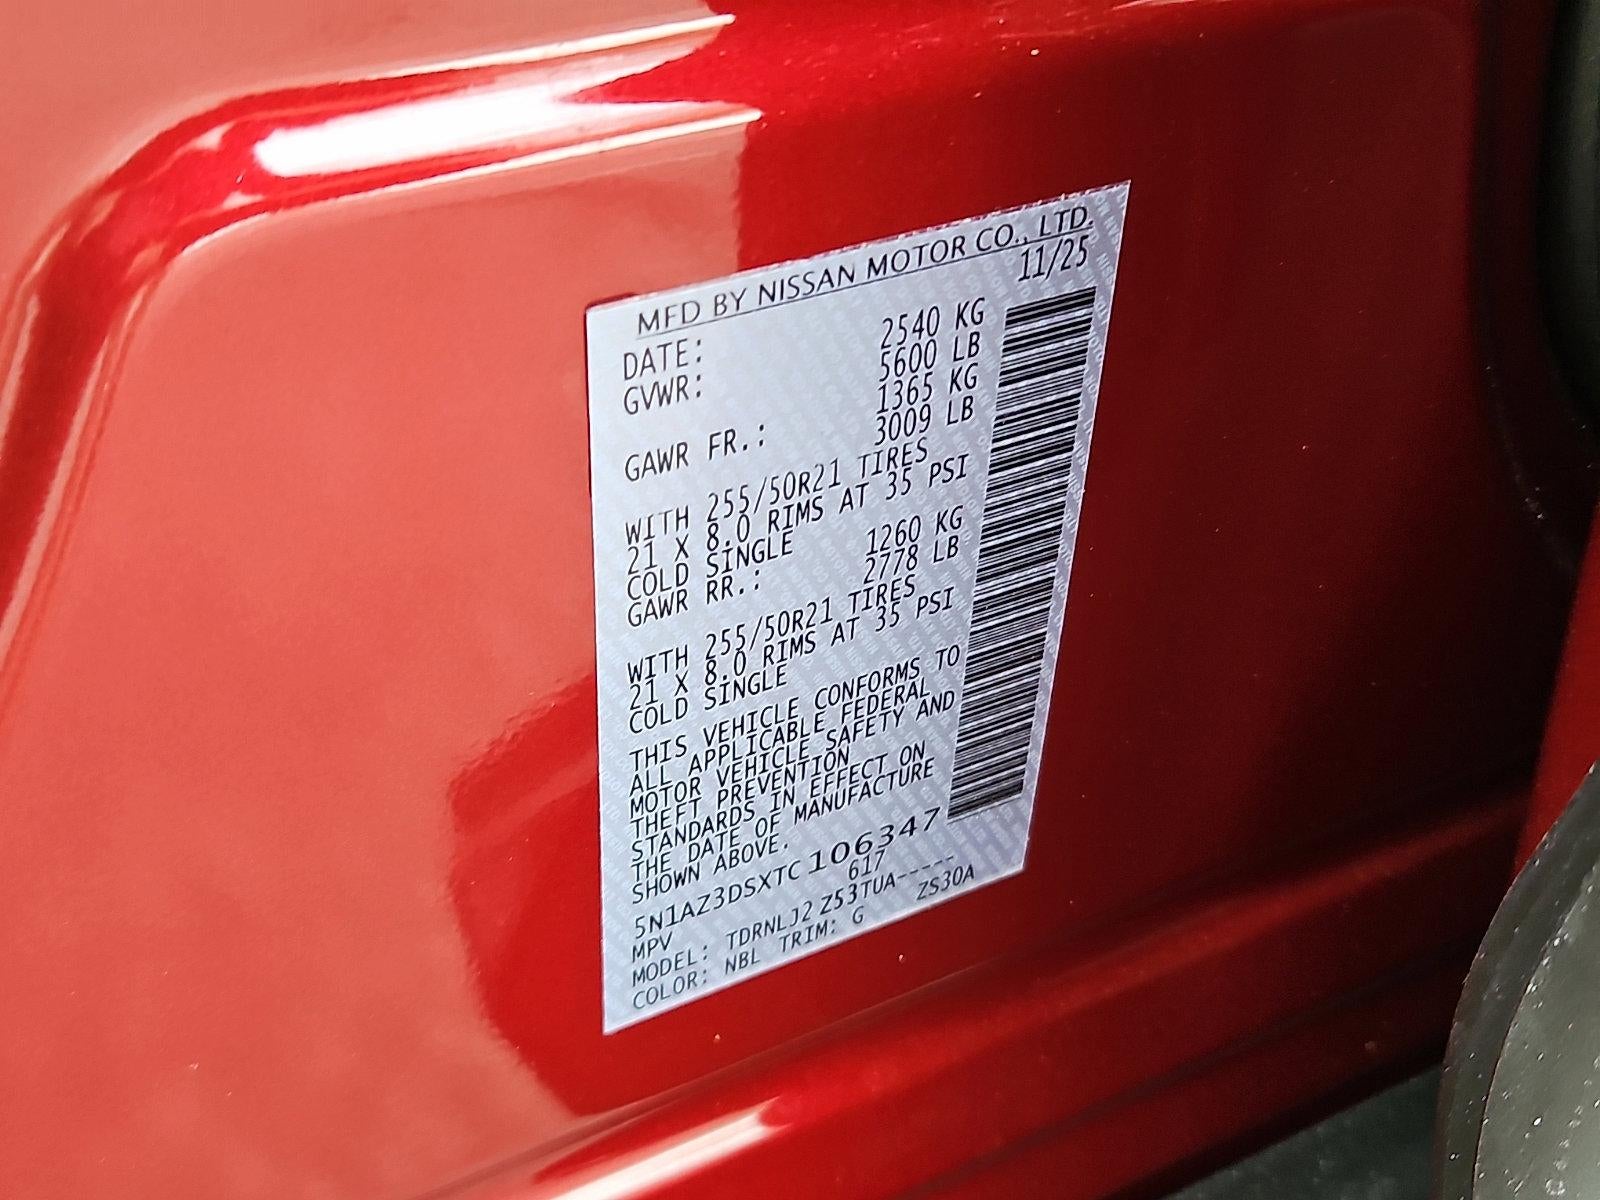 MFD BY NISSAN MOTOR CO., LTD.
DATE: 11/25
GVWR: 2540 KG
5600 LB
GAWR FR.: 1365 KG
3009 LB
WITH 255/50R21 TIRES
21 X 8.0 RIMS AT 35 PSI
COLD SINGLE
GAWR RR.: 1260 KG
2778 LB
WITH 255/50R21 TIRES
21 X 8.0 RIMS AT 35 PSI
COLD SINGLE
THIS VEHICLE CONFORMS TO
ALL APPLICABLE FEDERAL
MOTOR VEHICLE SAFETY AND
THEFT PREVENTION
STANDARDS IN EFFECT ON
THE DATE OF MANUFACTURE
SHOWN ABOVE.
5N1AZ3DSXTC106347
MPV 617
MODEL: TDRNLJ2 Z53TUA-----
COLOR: NBL TRIM: G ZS30A